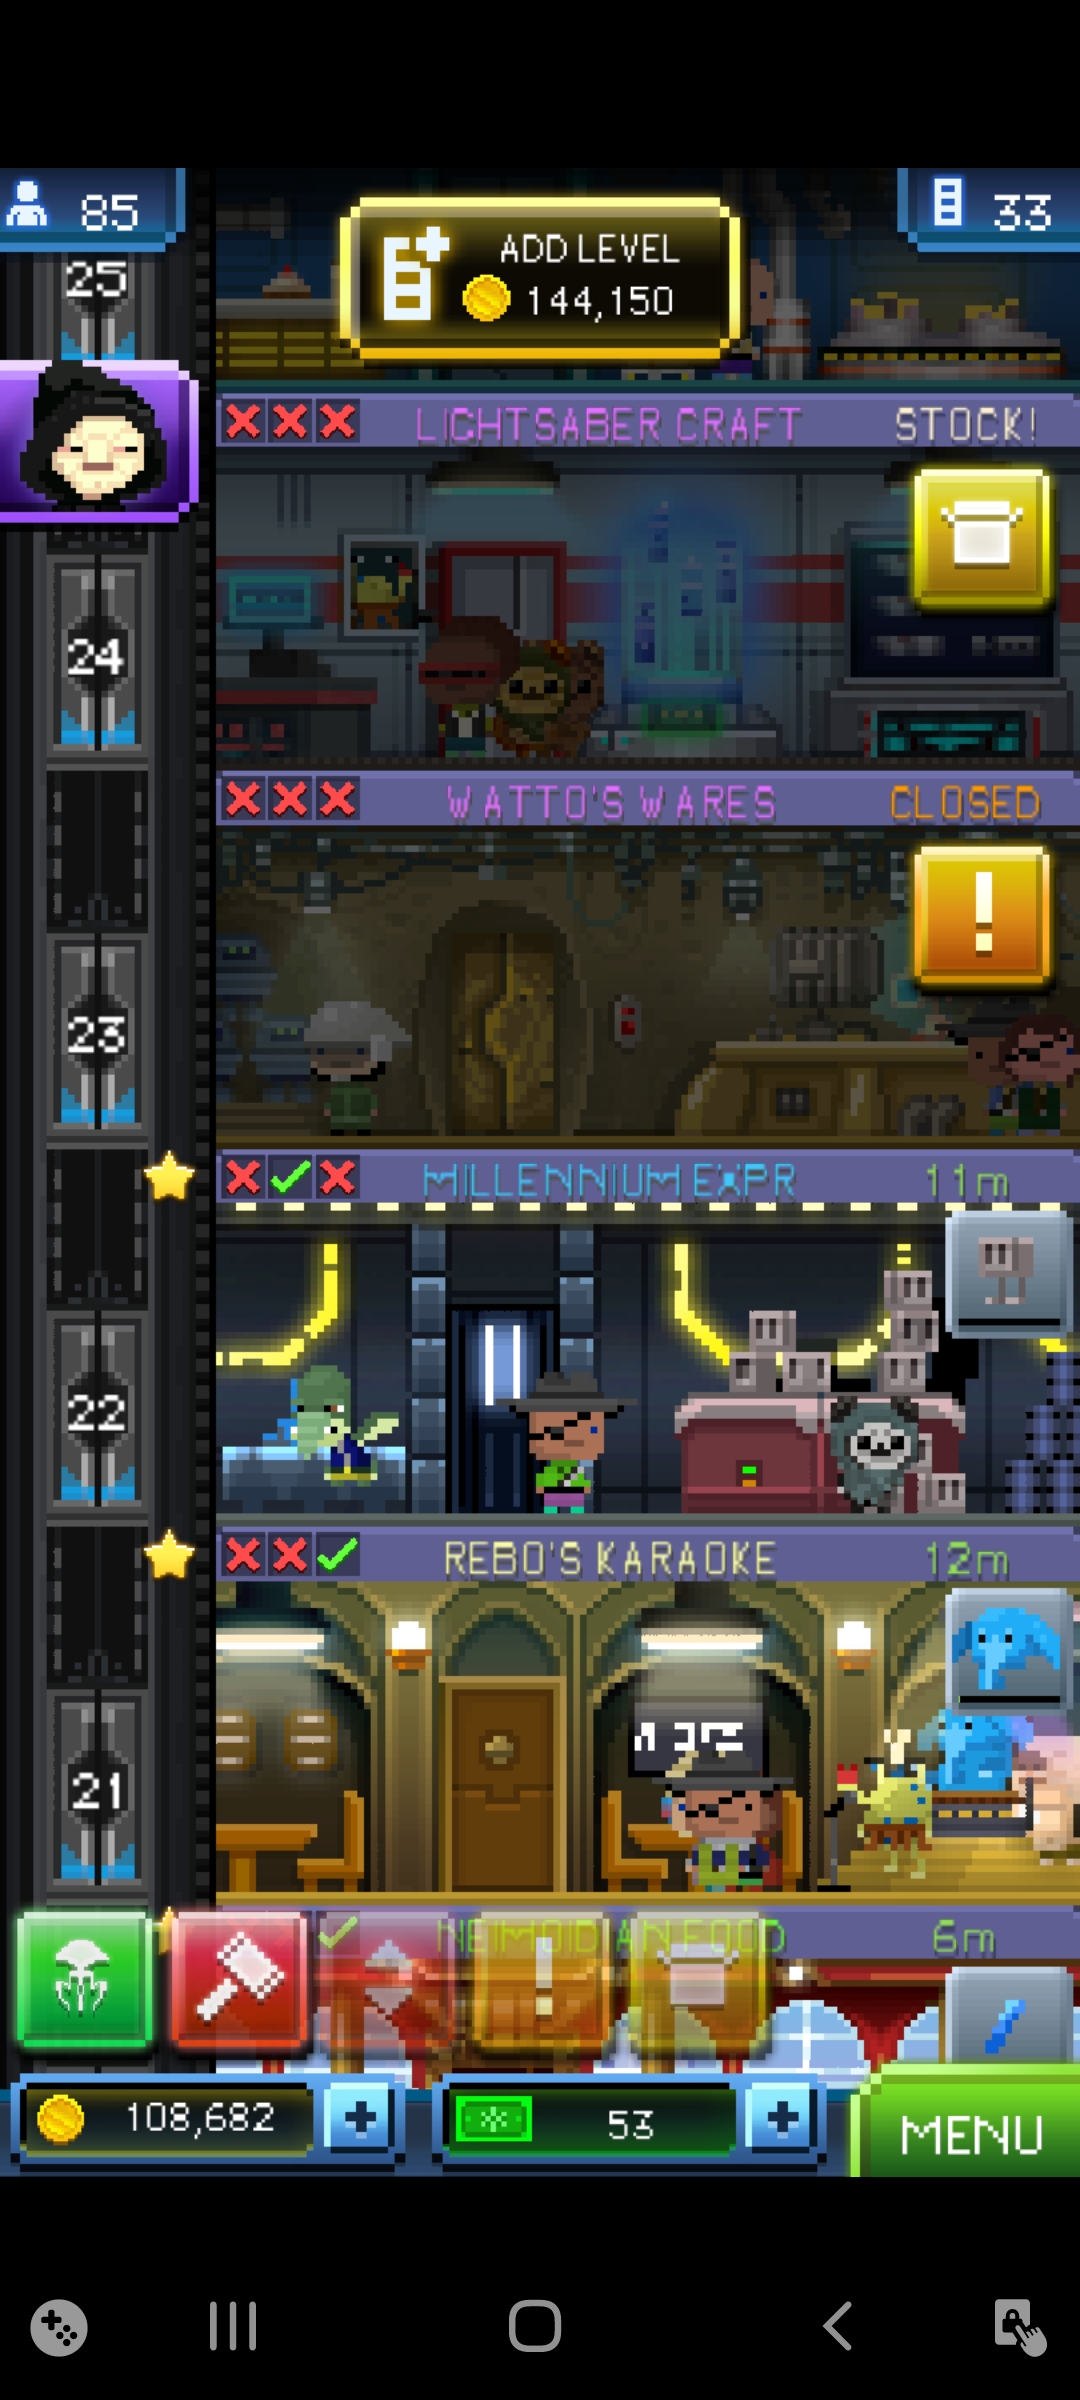 85
ADD LEVEL
144,150
33
25
LIGHTSABER CRAFT
STOCK!
24
WATTO'S WARES
CLOSED
!
23
MILLENNIUM EXPR
11m
22
REBO'S KARAOKE
12m
21
NEIMOIDIAN FOOD
6m
!
108,682
+
53
+
MENU